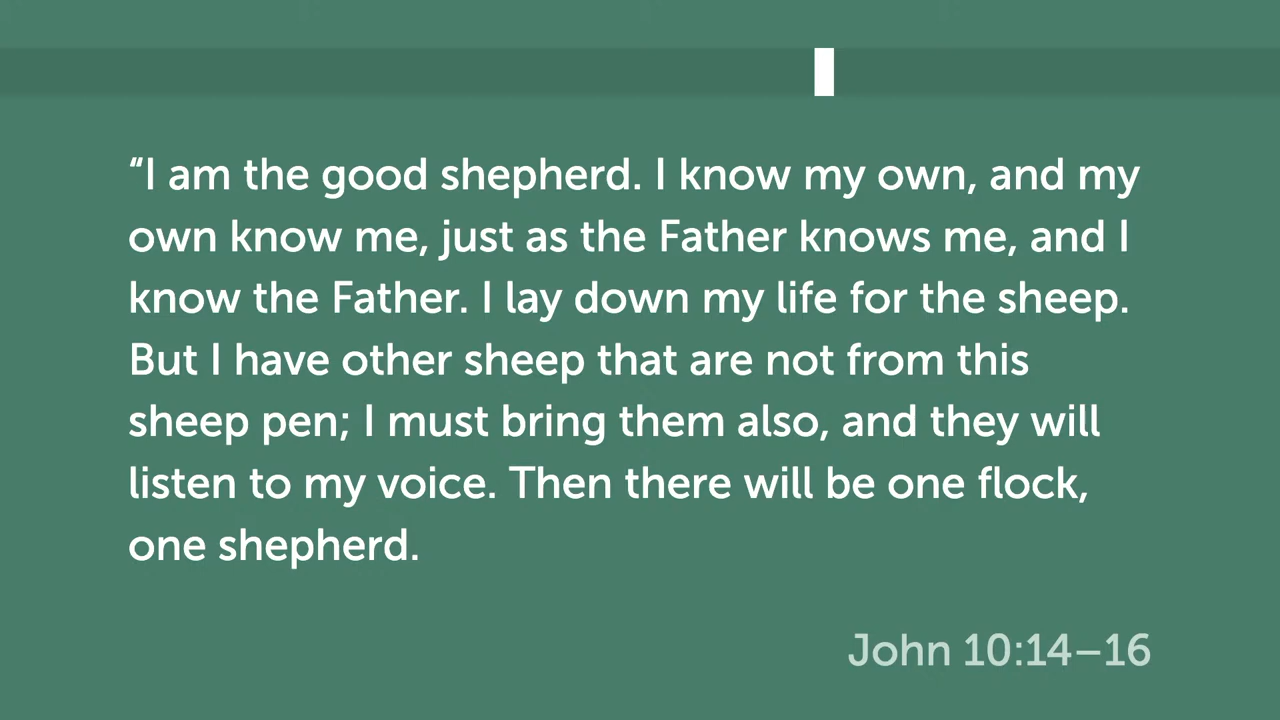 “I am the good shepherd. I know my own, and my
own know me, just as the Father knows me, and I
know the Father. I lay down my life for the sheep.
But I have other sheep that are not from this
sheep pen; I must bring them also, and they will
listen to my voice. Then there will be one flock,
one shepherd.
John 10:14–16